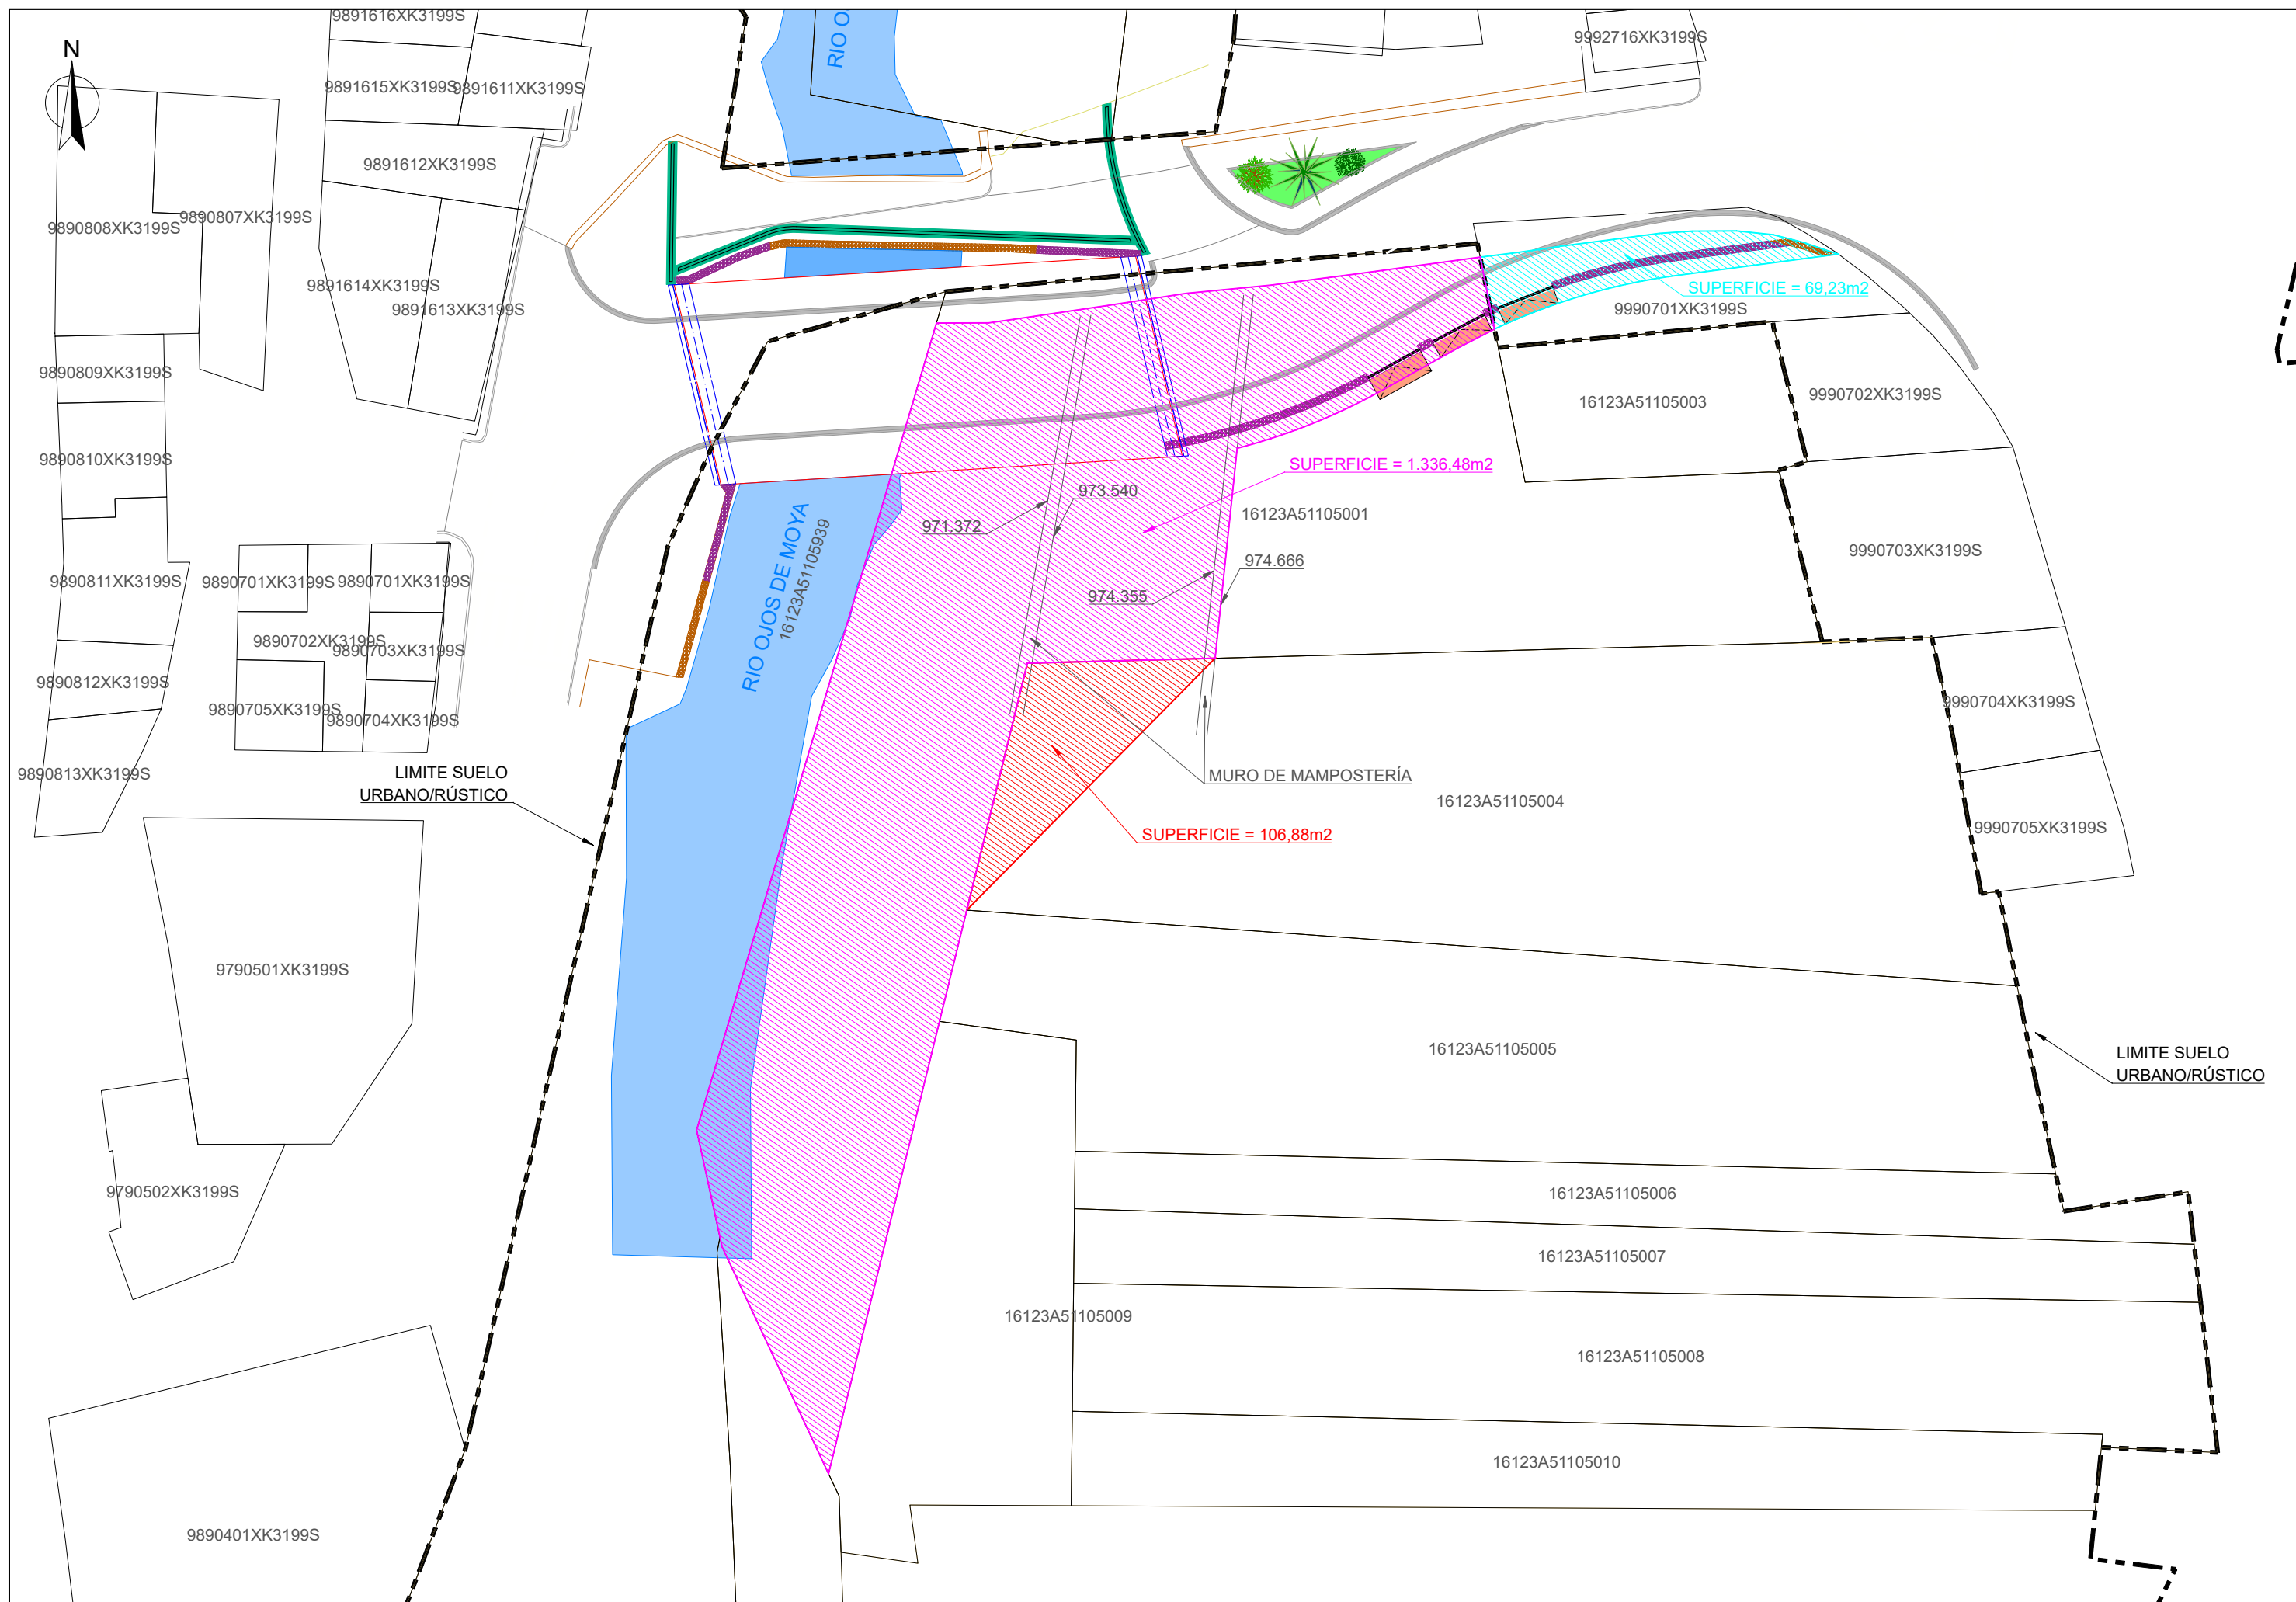 9891616XK3199S
RIO O
9992716XK3199S
N
9891615XK3199S
9891611XK3199S
9891612XK3199S
9890807XK3199S
9890808XK3199S
9891614XK3199S
9891613XK3199S
SUPERFICIE = 69,23m2
9990701XK3199S
9890809XK3199S
16123A51105003
9990702XK3199S
9890810XK3199S
SUPERFICIE = 1.336,48m2
973.540
971.372
16123A51105001
RIO OJOS DE MOYA
16123A51105939
9990703XK3199S
974.666
974.355
9890811XK3199S
9890701XK3199S
9890701XK3199S
9890702XK3199S
9890703XK3199S
9890812XK3199S
9890705XK3199S
9890704XK3199S
9990704XK3199S
9890813XK3199S
LIMITE SUELO
URBANO/RÚSTICO
MURO DE MAMPOSTERÍA
16123A51105004
SUPERFICIE = 106,88m2
9990705XK3199S
9790501XK3199S
16123A51105005
LIMITE SUELO
URBANO/RÚSTICO
9790502XK3199S
16123A51105006
16123A51105007
16123A51105009
16123A51105008
16123A51105010
9890401XK3199S